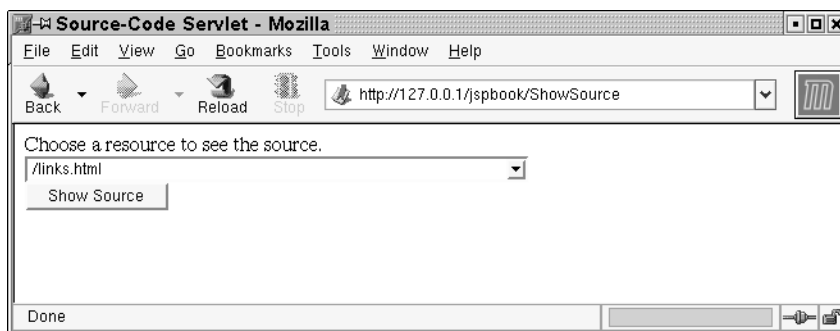 Source-Code Servlet - Mozilla
File Edit View Go Bookmarks Tools Window Help
Back Forward Reload Stop http://127.0.0.1/jspbook/ShowSource
Choose a resource to see the source.
/links.html
Show Source
Done